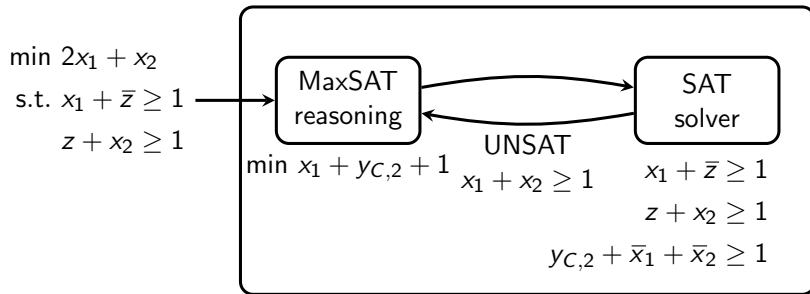 min 2x₁ + x₂
s.t. x₁ + z̄ ≥ 1
z + x₂ ≥ 1
MaxSAT
reasoning
min x₁ + y_{C,2} + 1
UNSAT
x₁ + x₂ ≥ 1
SAT
solver
x₁ + z̄ ≥ 1
z + x₂ ≥ 1
y_{C,2} + x̄₁ + x̄₂ ≥ 1